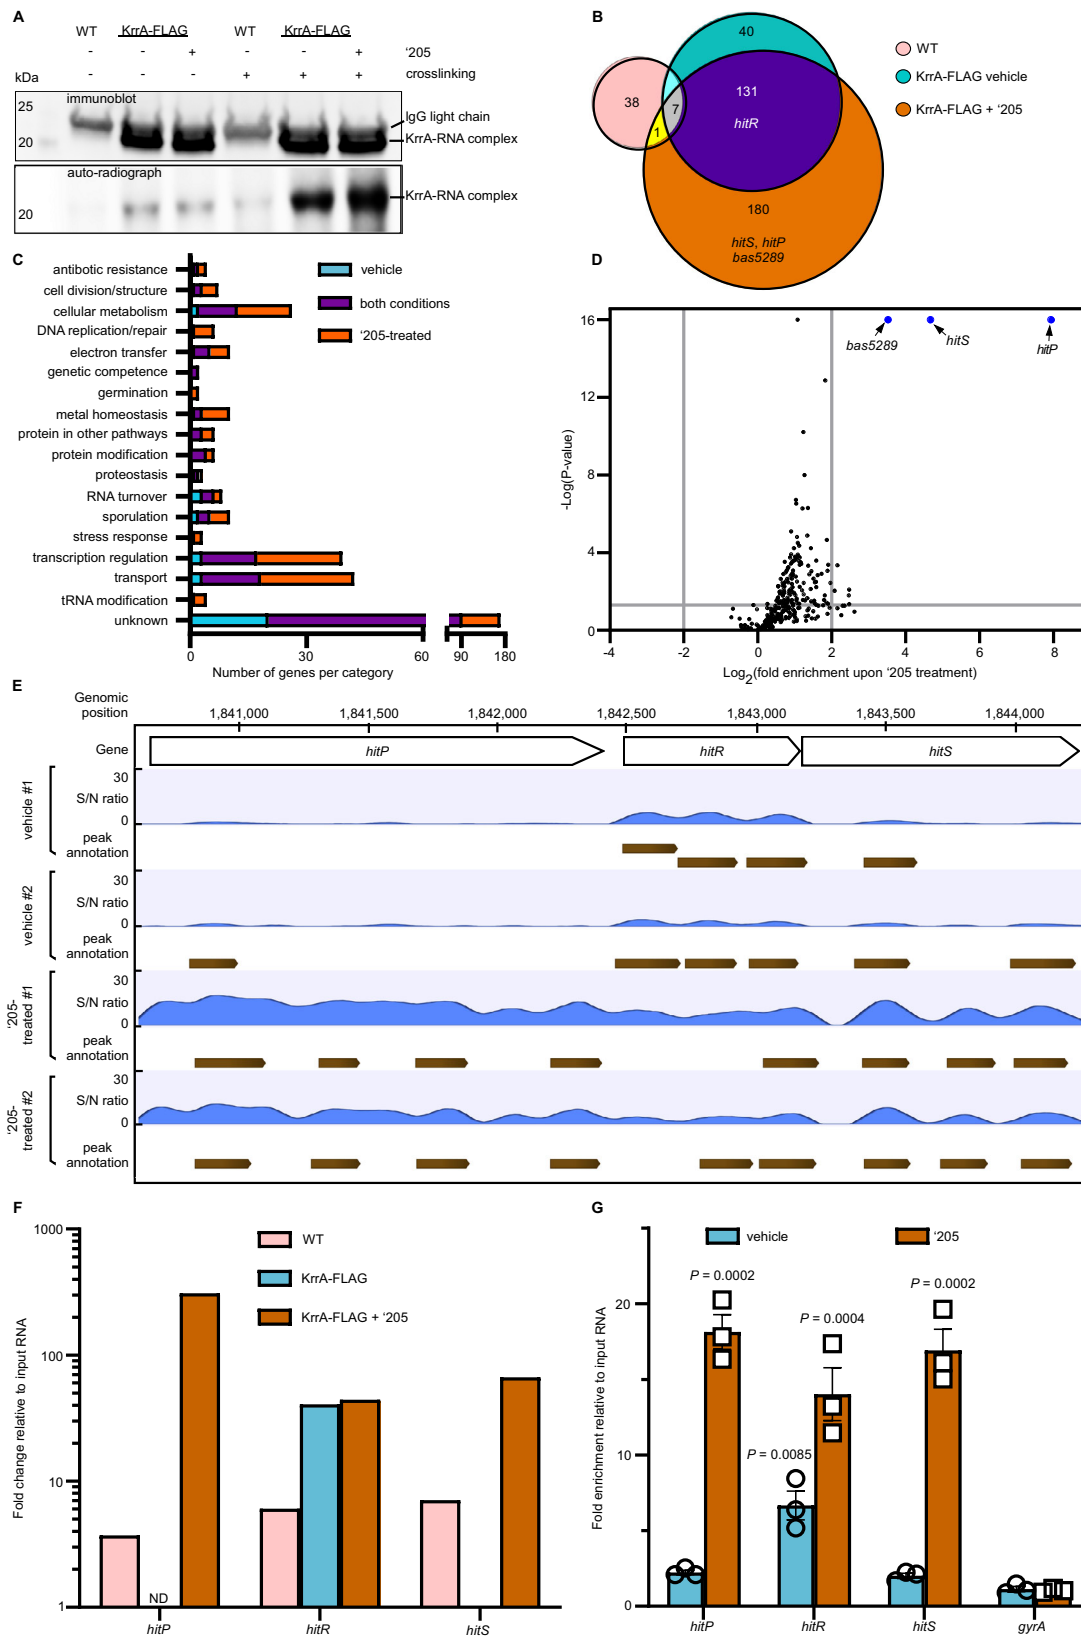 A
WT KrrA-FLAG WT KrrA-FLAG
- - + - - + ‘205
kDa - - - + + + crosslinking
25 immunoblot
IgG light chain
20 KrrA-RNA complex
auto-radiograph
KrrA-RNA complex
20
B
40
WT
KrrA-FLAG vehicle
KrrA-FLAG + ‘205
38
131
7
hitR
1
180
hitS, hitP
bas5289
C
antibiotic resistance
cell division/structure
cellular metabolism
DNA replication/repair
electron transfer
genetic competence
germination
metal homeostasis
protein in other pathways
protein modification
proteostasis
RNA turnover
sporulation
stress response
transcription regulation
transport
tRNA modification
unknown
vehicle
both conditions
‘205-treated
0 30 60 90 180
Number of genes per category
D
16
12
8
4
0
-Log(P-value)
bas5289 hitS hitP
-4 -2 0 2 4 6 8
Log2(fold enrichment upon ‘205 treatment)
E
Genomic position 1,841,000 1,841,500 1,842,000 1,842,500 1,843,000 1,843,500 1,844,000
Gene hitP hitR hitS
vehicle #1
30
S/N ratio
0
peak
annotation
vehicle #2
30
S/N ratio
0
peak
annotation
‘205-
treated #1
30
S/N ratio
0
peak
annotation
‘205-
treated #2
30
S/N ratio
0
peak
annotation
F
1000
100
10
1
Fold change relative to input RNA
WT
KrrA-FLAG
KrrA-FLAG + ‘205
ND
hitP hitR hitS
G
vehicle ‘205
P = 0.0002
P = 0.0085
P = 0.0004
P = 0.0002
20
10
0
Fold enrichment relative to input RNA
hitP hitR hitS gyrA